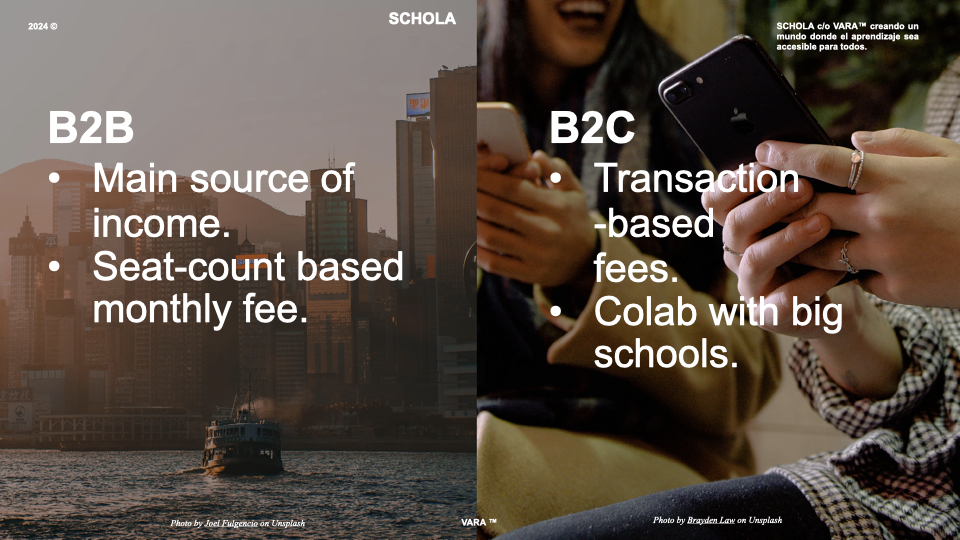 2024 ©
SCHOLA
SCHOLA c/o VARA™ creando un
mundo donde el aprendizaje sea
accesible para todos.
B2B
• Main source of
income.
• Seat-count based
monthly fee.
B2C
• Transaction
-based
fees.
• Colab with big
schools.
Photo by Joel Fulgencio on Unsplash
VARA ™
Photo by Brayden Law on Unsplash